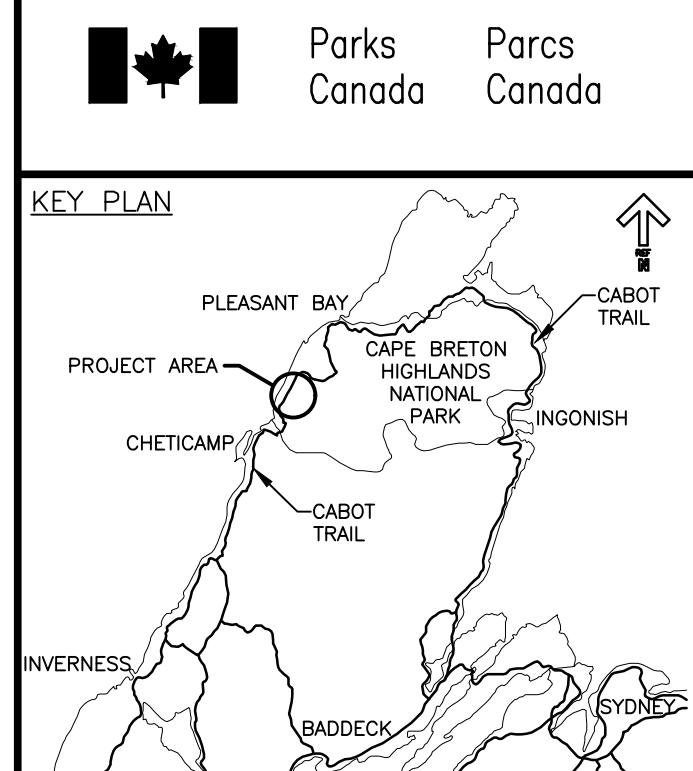 Parks Parcs
Canada Canada
KEY PLAN
REF
N
PLEASANT BAY
CABOT
TRAIL
PROJECT AREA
CAPE BRETON
HIGHLANDS
NATIONAL
PARK
INGONISH
CHETICAMP
CABOT
TRAIL
INVERNESS
SYDNEY
BADDECK